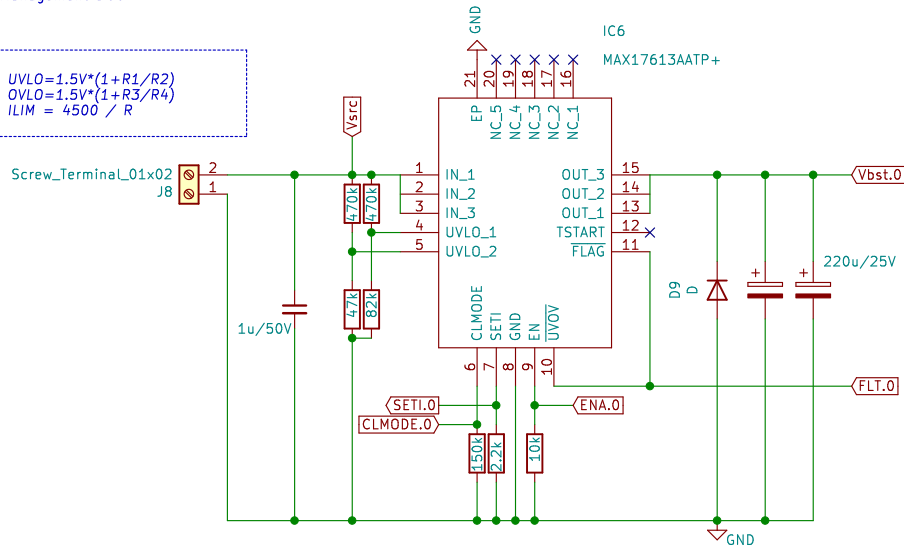 UVLO=1.5V*(1+R1/R2)
OVLO=1.5V*(1+R3/R4)
ILIM = 4500 / R
GND
IC6
MAX17613AATP+
21
20
19
18
17
16
EP
NC_5
NC_4
NC_3
NC_2
NC_1
Vsrc
Screw_Terminal_01x02
J8
2
1
470k
470k
47k
82k
1u/50V
1
2
3
4
5
IN_1
IN_2
IN_3
UVLO_1
UVLO_2
OUT_3
OUT_2
OUT_1
TSTART
FLAG
15
14
13
12
11
CLMODE
SETI
GND
EN
UVOV
6
7
8
9
10
Vbst.0
D9
D
220u/25V
FLT.0
SETI.0
CLMODE.0
ENA.0
150k
2.2k
10k
GND